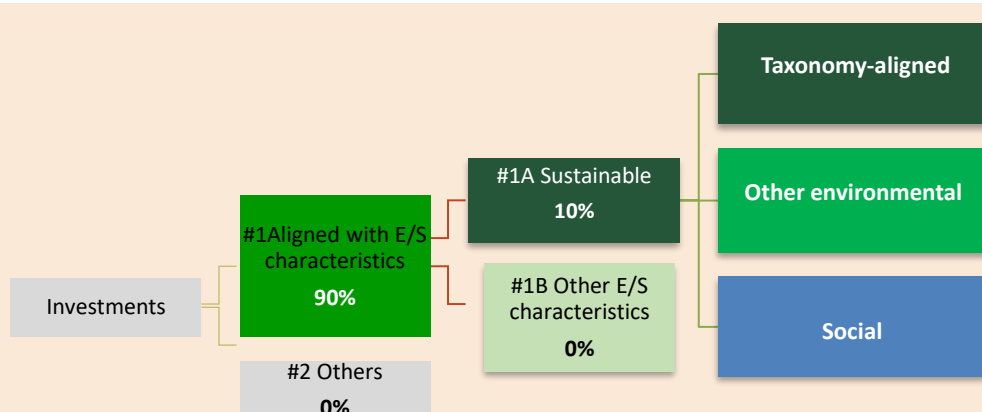 Investments
#1Aligned with E/S
characteristics
90%
#2 Others
0%
#1A Sustainable
10%
#1B Other E/S
characteristics
0%
Taxonomy-aligned
Other environmental
Social